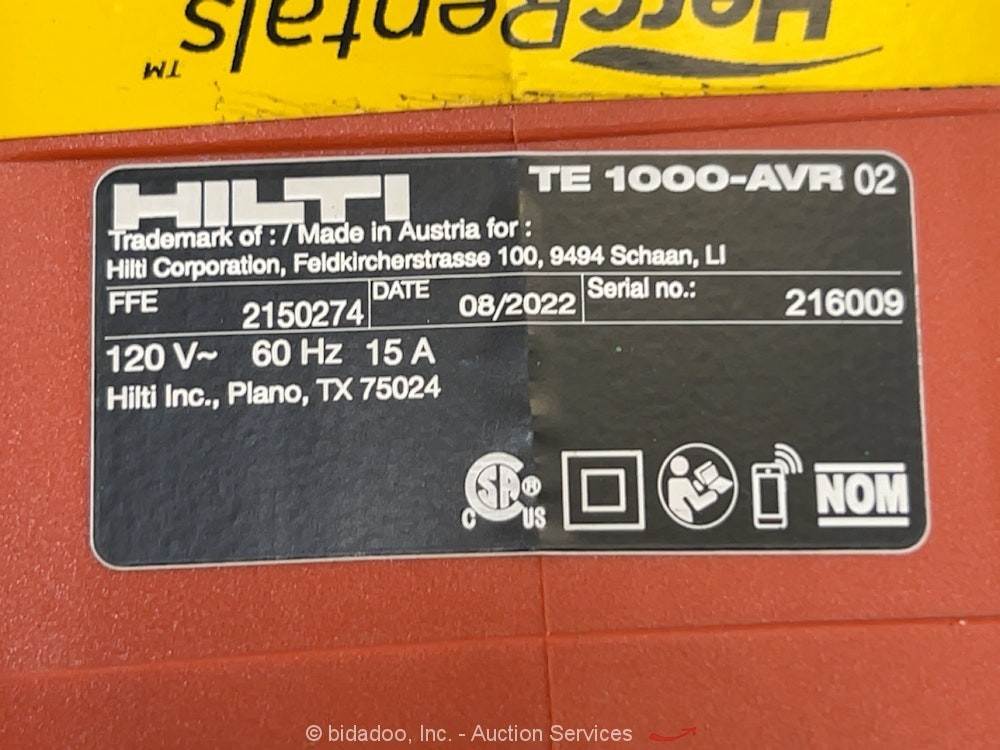 HercRentals
TM
HILTI
TE 1000-AVR 02
Trademark of : / Made in Austria for :
Hilti Corporation, Feldkircherstrasse 100, 9494 Schaan, LI
FFE 2150274 DATE 08/2022 Serial no.: 216009
120 V~ 60 Hz 15 A
Hilti Inc., Plano, TX 75024
C SA ® C US
NOM
© bidadoo, Inc. - Auction Services